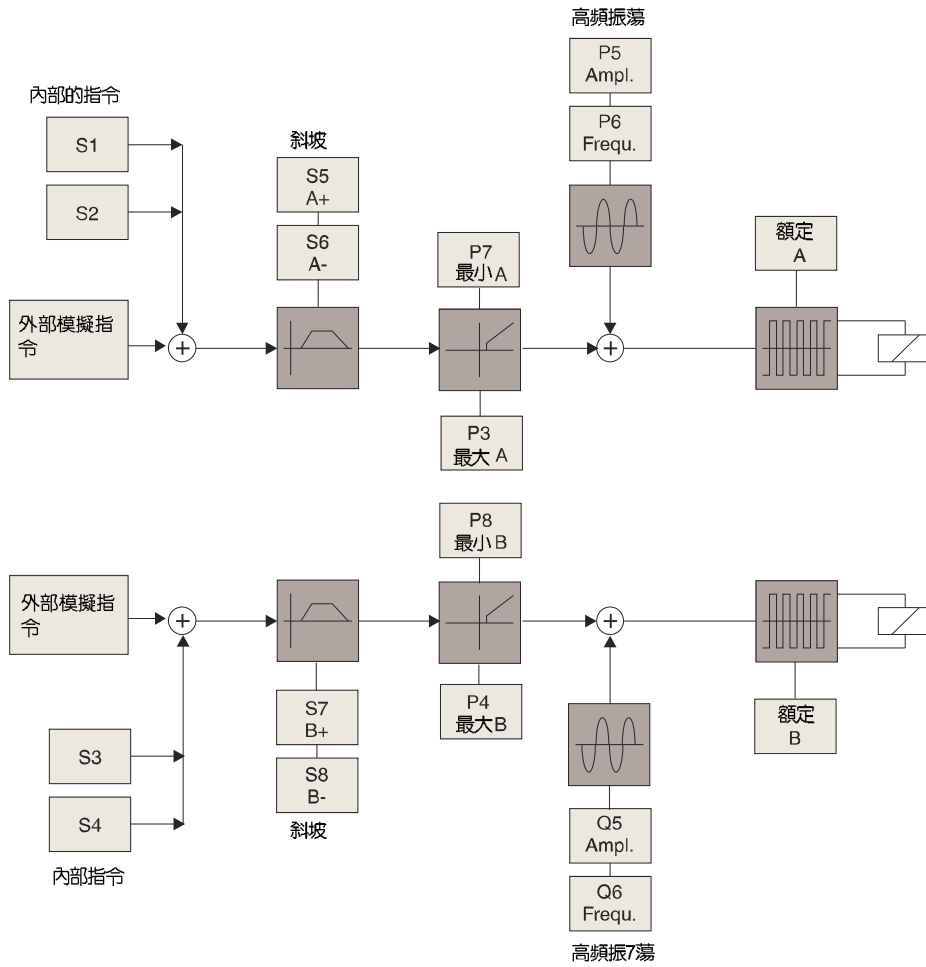 高頻振蕩
P5
Ampl.
P6
Frequ.
內部的指令
S1
S2
斜坡
S5
A+
S6
A-
P7
最小 A
額定
A
外部模擬指
令
P3
最大 A
P8
最小 B
外部模擬指
令
S7
B+
S8
B-
斜坡
P4
最大 B
額定
B
S3
S4
內部指令
Q5
Ampl.
Q6
Frequ.
高頻振7蕩